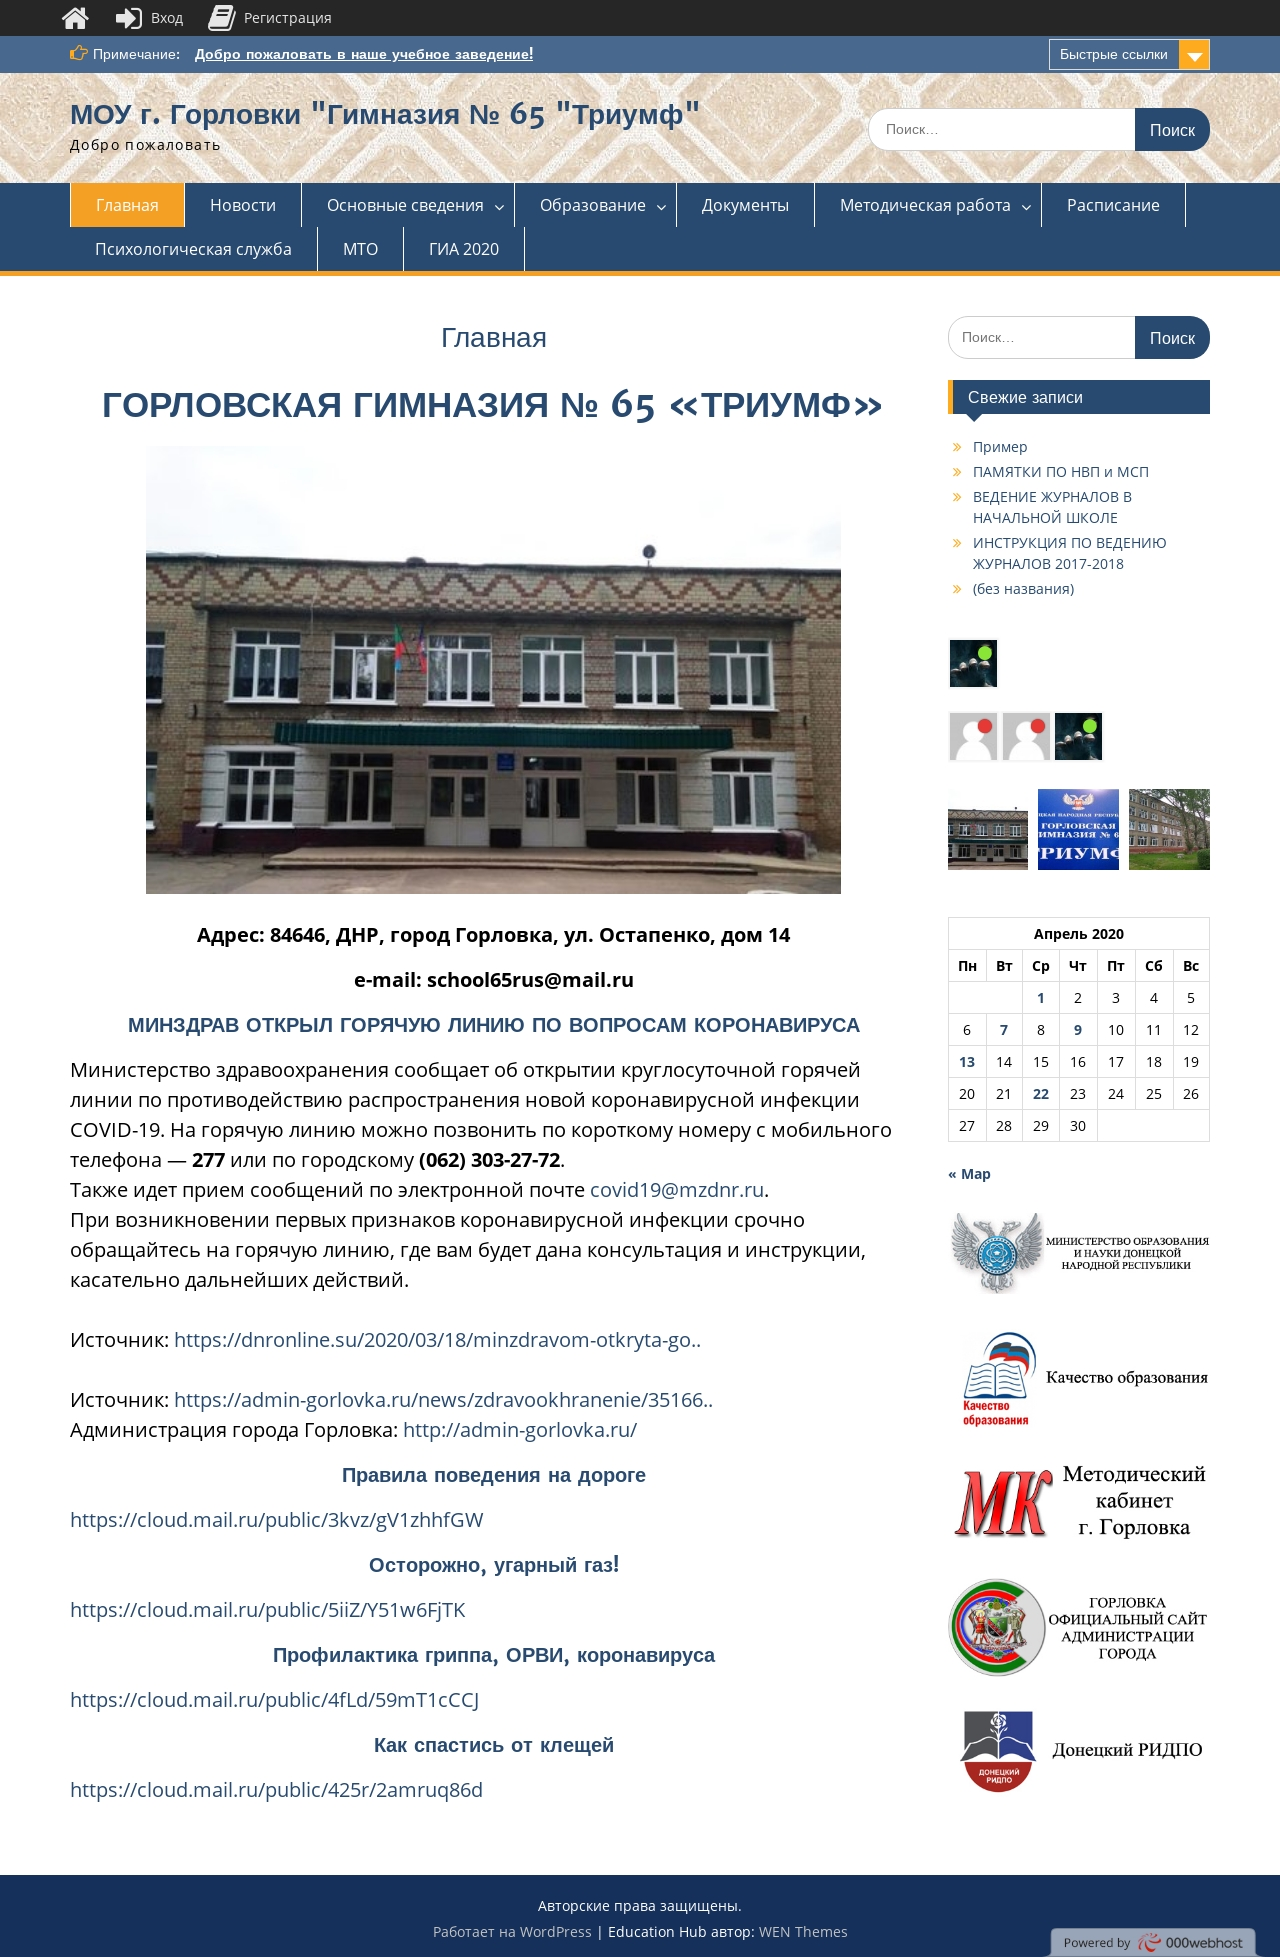 Вход Регистрация
Примечание: Добро пожаловать в наше учебное заведение!
Быстрые ссылки
МОУ г. Горловки "Гимназия № 65 "Триумф"
Добро пожаловать
Поиск… Поиск
Главная Новости Основные сведения Образование Документы Методическая работа Расписание
Психологическая служба МТО ГИА 2020
Главная
ГОРЛОВСКАЯ ГИМНАЗИЯ № 65 «ТРИУМФ»
Адрес: 84646, ДНР, город Горловка, ул. Остапенко, дом 14
e-mail: school65rus@mail.ru
МИНЗДРАВ ОТКРЫЛ ГОРЯЧУЮ ЛИНИЮ ПО ВОПРОСАМ КОРОНАВИРУСА
Министерство здравоохранения сообщает об открытии круглосуточной горячей
линии по противодействию распространения новой коронавирусной инфекции
COVID-19. На горячую линию можно позвонить по короткому номеру с мобильного
телефона — 277 или по городскому (062) 303-27-72.
Также идет прием сообщений по электронной почте covid19@mzdnr.ru.
При возникновении первых признаков коронавирусной инфекции срочно
обращайтесь на горячую линию, где вам будет дана консультация и инструкции,
касательно дальнейших действий.
Источник: https://dnronline.su/2020/03/18/minzdravom-otkryta-go..
Источник: https://admin-gorlovka.ru/news/zdravookhranenie/35166..
Администрация города Горловка: http://admin-gorlovka.ru/
Правила поведения на дороге
https://cloud.mail.ru/public/3kvz/gV1zhhfGW
Осторожно, угарный газ!
https://cloud.mail.ru/public/5iiZ/Y51w6FjTK
Профилактика гриппа, ОРВИ, коронавируса
https://cloud.mail.ru/public/4fLd/59mT1cCCJ
Как спастись от клещей
https://cloud.mail.ru/public/425r/2amruq86d
Поиск… Поиск
Свежие записи
Пример
ПАМЯТКИ ПО НВП и МСП
ВЕДЕНИЕ ЖУРНАЛОВ В
НАЧАЛЬНОЙ ШКОЛЕ
ИНСТРУКЦИЯ ПО ВЕДЕНИЮ
ЖУРНАЛОВ 2017-2018
(без названия)
ГОРЛОВСКАЯ
ТРИУМФ
Апрель 2020
Пн Вт Ср Чт Пт Сб Вс
1 2 3 4 5
6 7 8 9 10 11 12
13 14 15 16 17 18 19
20 21 22 23 24 25 26
27 28 29 30
« Мар
МИНИСТЕРСТВО ОБРАЗОВАНИЯ
И НАУКИ ДОНЕЦКОЙ
НАРОДНОЙ РЕСПУБЛИКИ
Качество образования
Качество
образования
МК
Методический
кабинет
г. Горловка
ГОРЛОВКА
ОФИЦИАЛЬНЫЙ САЙТ
АДМИНИСТРАЦИИ
ГОРОДА
Донецкий РИДПО
ДОНЕЦКИЙ
РИДПО
Авторские права защищены.
Работает на WordPress | Education Hub автор: WEN Themes
Powered by 000webhost